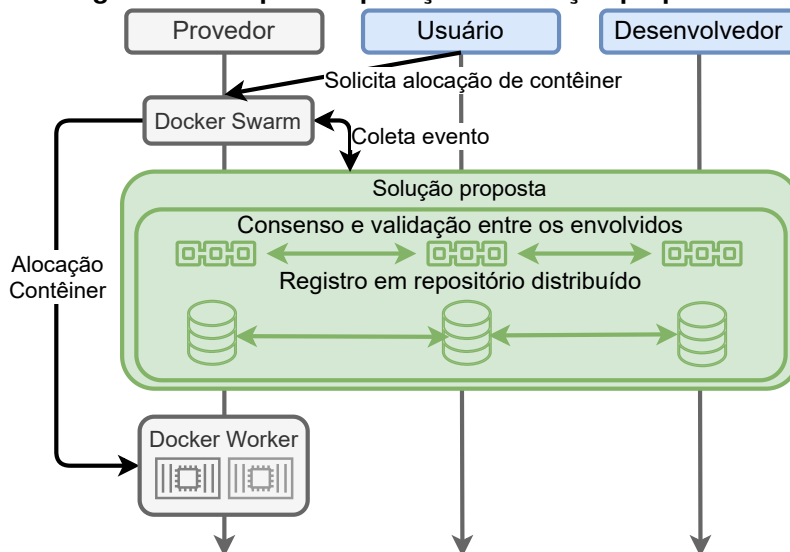 Provedor
Usuário
Desenvolvedor
Solicita alocação de contêiner
Docker Swarm
Coleta evento
Solução proposta
Consenso e validação entre os envolvidos
Alocação
Contêiner
Registro em repositório distribuído
Docker Worker